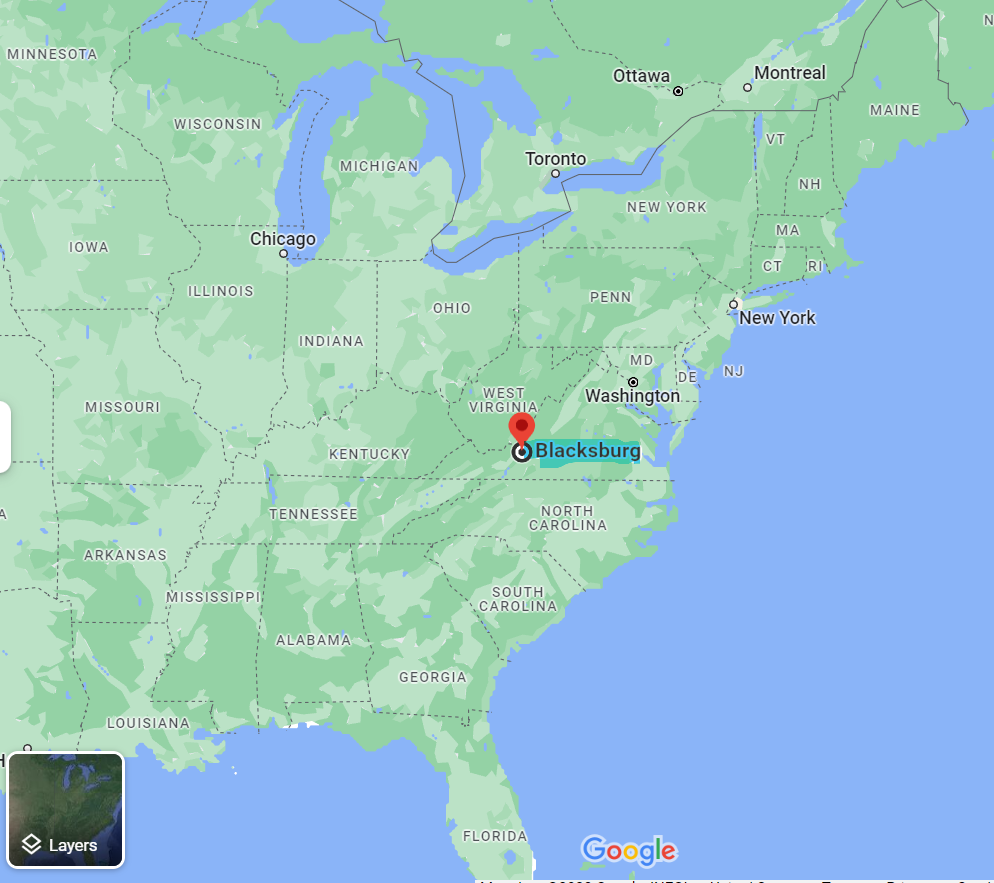 MINNESOTA
Ottawa
Montreal
MAINE
WISCONSIN
VT
MICHIGAN
Toronto
NH
NEW YORK
MA
IOWA
Chicago
CT
RI
ILLINOIS
PENN
OHIO
New York
INDIANA
MD
NJ
DE
WEST
VIRGINIA
Washington
MISSOURI
Blacksburg
KENTUCKY
TENNESSEE
NORTH
CAROLINA
ARKANSAS
MISSISSIPPI
SOUTH
CAROLINA
ALABAMA
GEORGIA
LOUISIANA
FLORIDA
Layers
Google